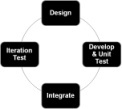 Design
Iteration
Test
Develop
& Unit
Test
Integrate